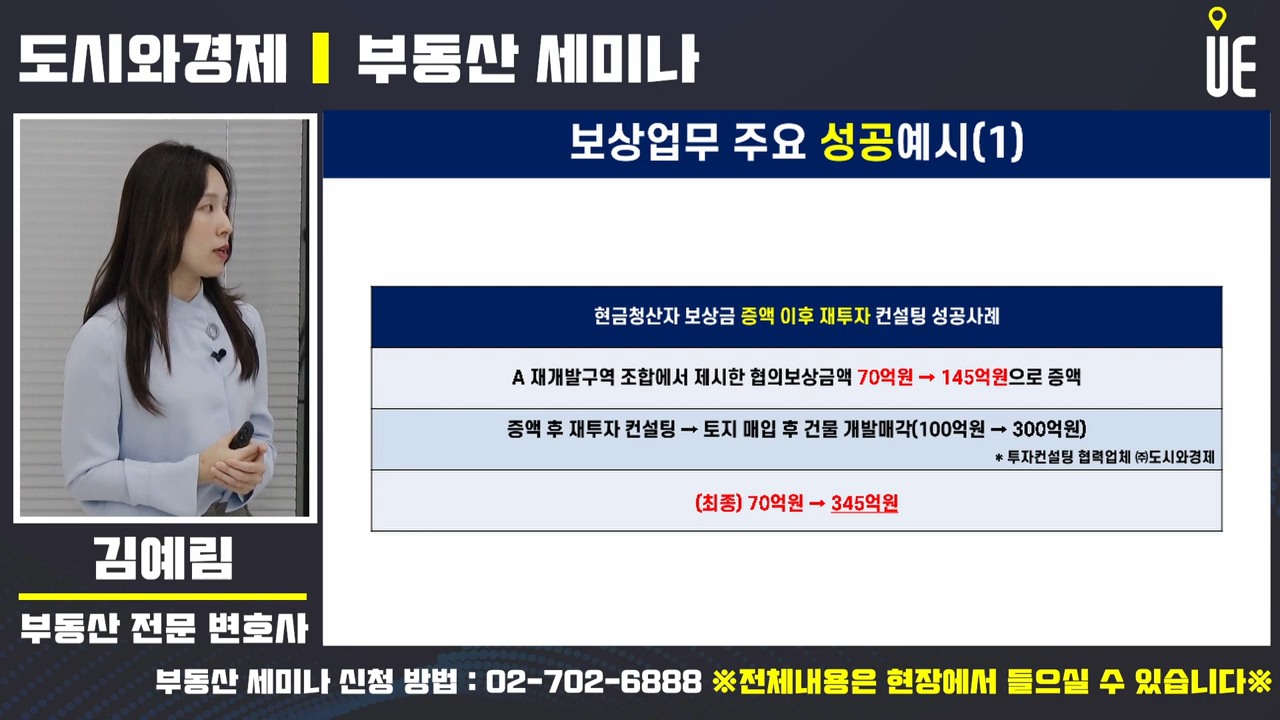 도시와경제 부동산 세미나
UE
보상업무 주요 성공예시(1)
현금청산자 보상금 증액 이후 재투자 컨설팅 성공사례
A 재개발구역 조합에서 제시한 협의보상금액 70억원 → 145억원으로 증액
증액 후 재투자 컨설팅 → 토지 매입 후 건물 개발매각(100억원 → 300억원)
* 투자컨설팅 협력업체 ㈜도시와경제
(최종) 70억원 → 345억원
김예림
부동산 전문 변호사
부동산 세미나 신청 방법 : 02-702-6888 ※전체내용은 현장에서 들으실 수 있습니다※